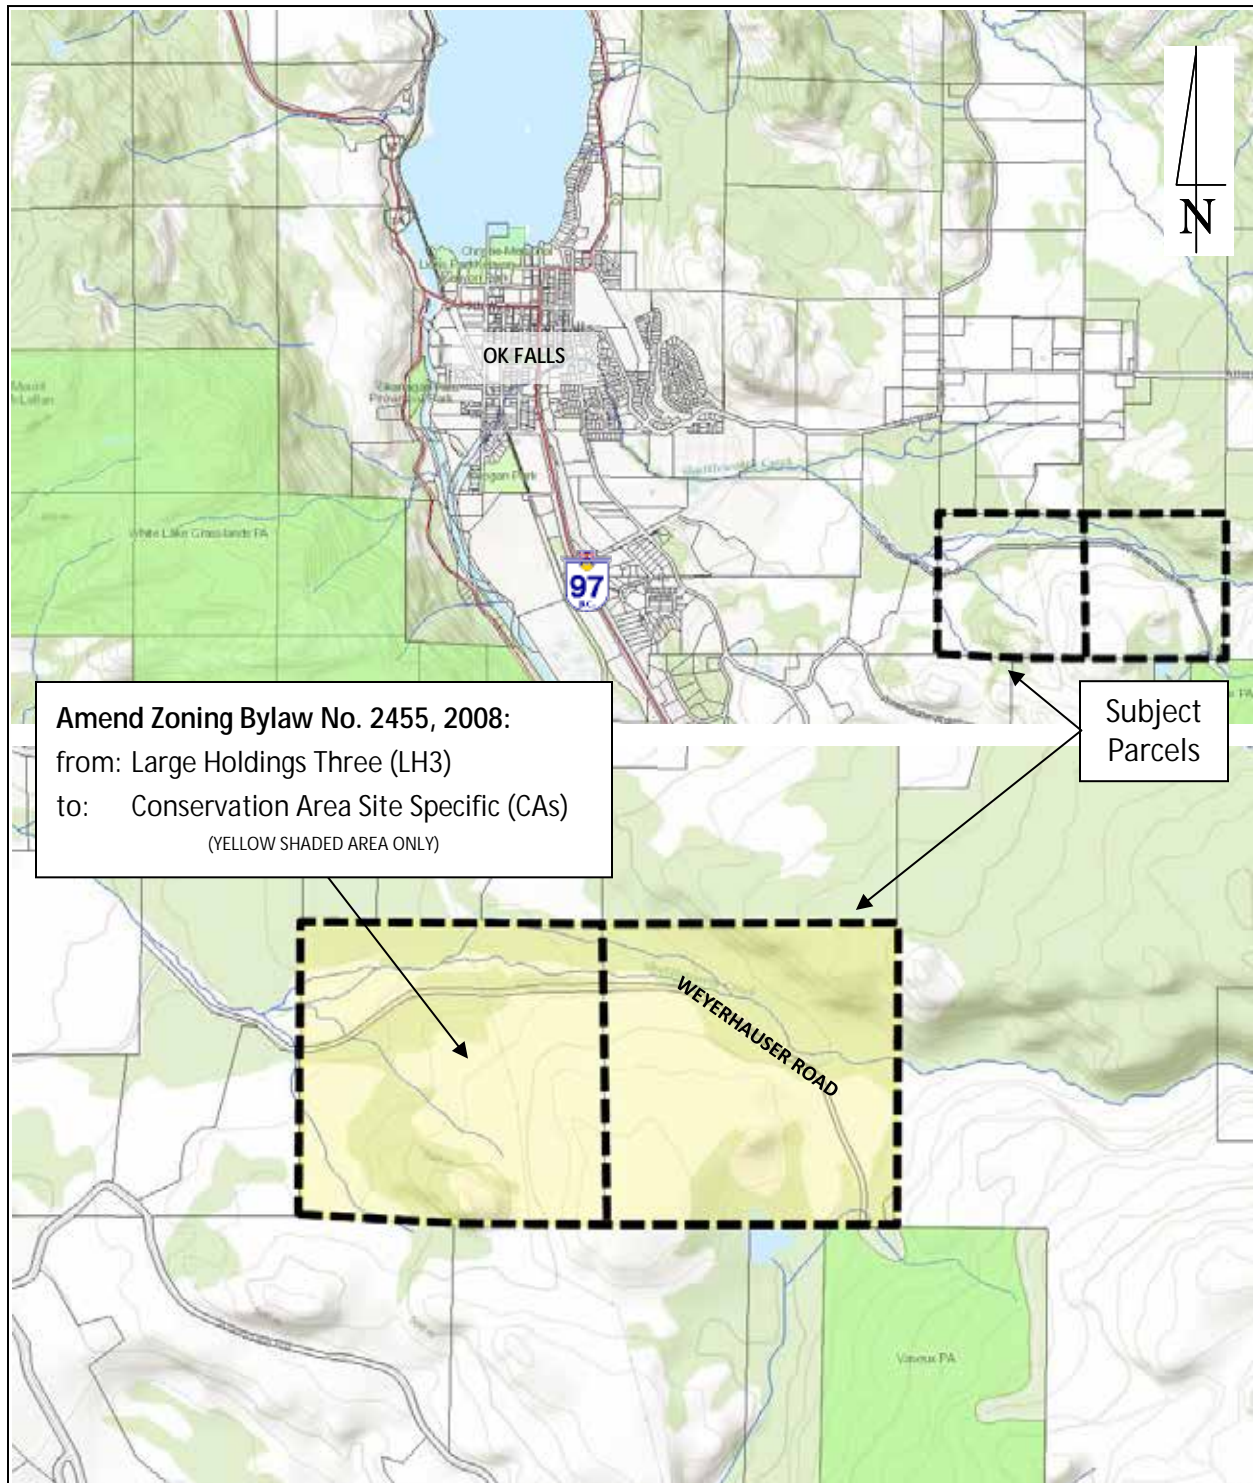 N
OK FALLS
White Lake Grasslands PA
97
B.C.
Amend Zoning Bylaw No. 2455, 2008:
from: Large Holdings Three (LH3)
to: Conservation Area Site Specific (CAs)
(YELLOW SHADED AREA ONLY)
Subject
Parcels
WEYERHAUSER ROAD
Vaseux PA